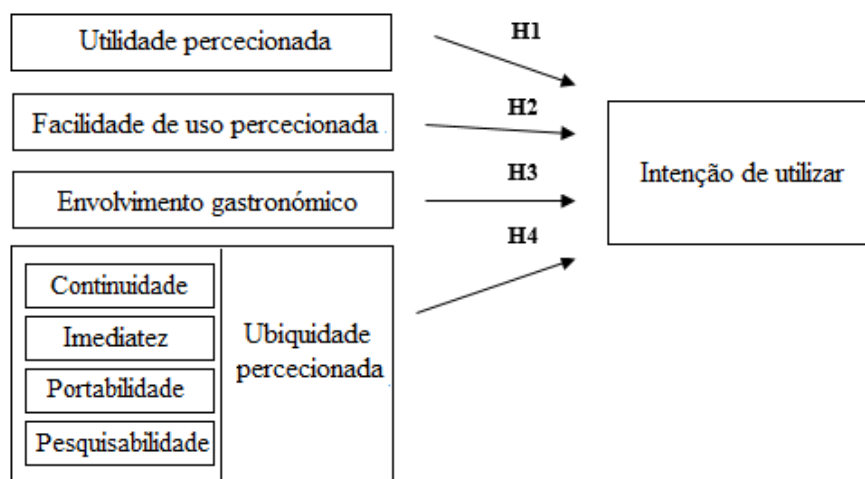 Utilidade percecionada
H1
Facilidade de uso percecionada
H2
Envolvimento gastronómico
H3
Intenção de utilizar
H4
Continuidade
Imediatez
Portabilidade
Pesquisabilidade
Ubiquidade
percecionada